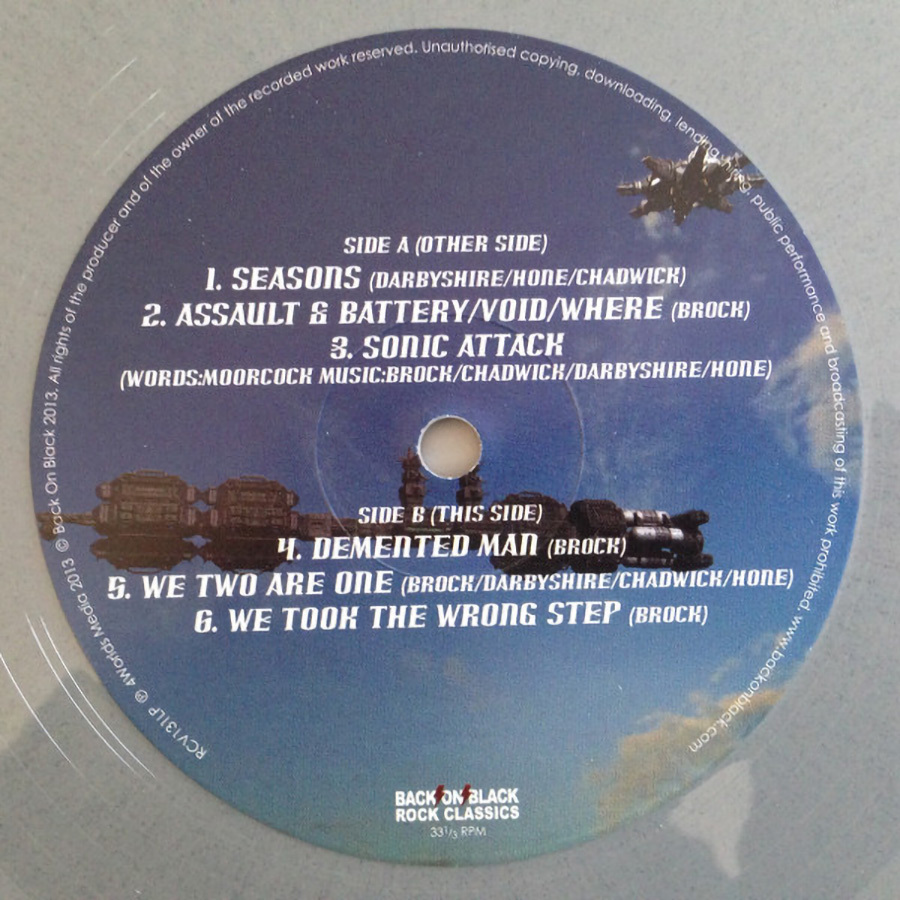 SIDE A (OTHER SIDE)
1. SEASONS (DARBYSHIRE/HONE/CHADWICK)
2. ASSAULT & BATTERY/VOID/WHERE (BROCK)
3. SONIC ATTACK
(WORDS:MOORCOCK MUSIC:BROCK/CHADWICK/DARBYSHIRE/HONE)
SIDE B (THIS SIDE)
4. DEMENTED MAN (BROCK)
5. WE TWO ARE ONE (BROCK/DARBYSHIRE/CHADWICK/HONE)
6. WE TOOK THE WRONG STEP (BROCK)
BACK ON BLACK
ROCK CLASSICS
33⅓ RPM
RCV131LP ℗ 4Worlds Media 2013 © Back On Black 2013. All rights of the producer and of the owner of the recorded work reserved. Unauthorised copying, downloading, lending, hiring, public performance and broadcasting of this work prohibited. www.backonblack.com